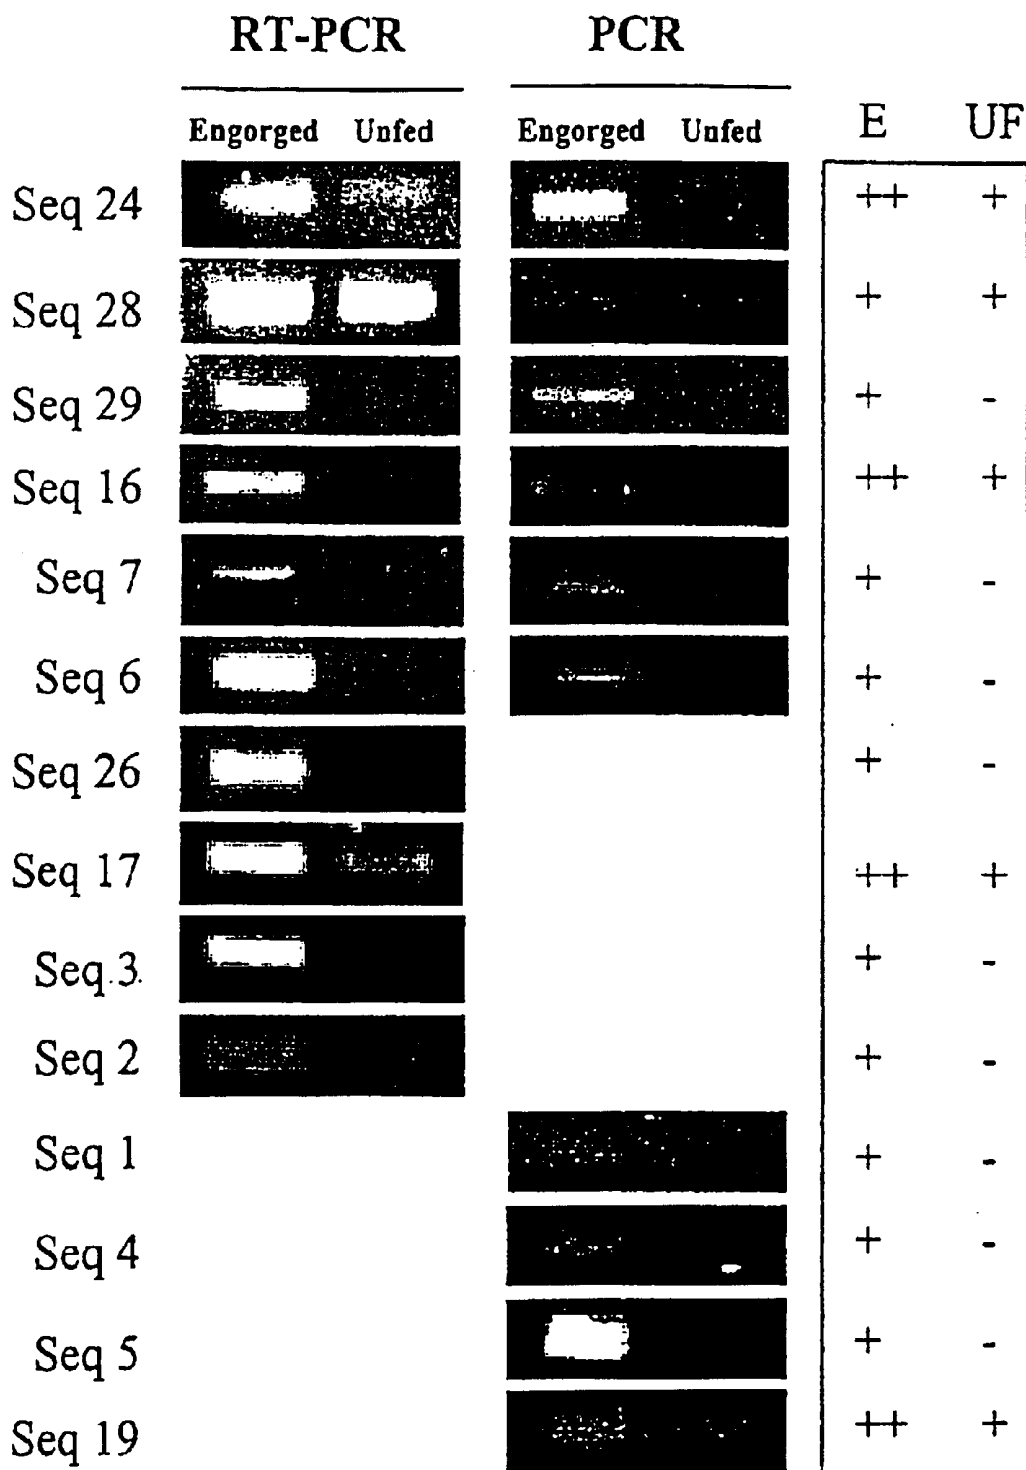 RT-PCR PCR
Engorged Unfed Engorged Unfed E UF
Seq 24 ++ +
Seq 28 + +
Seq 29 + -
Seq 16 ++ +
Seq 7 + -
Seq 6 + -
Seq 26 + -
Seq 17 ++ +
Seq 3 + -
Seq 2 + -
Seq 1 + -
Seq 4 + -
Seq 5 + -
Seq 19 ++ +